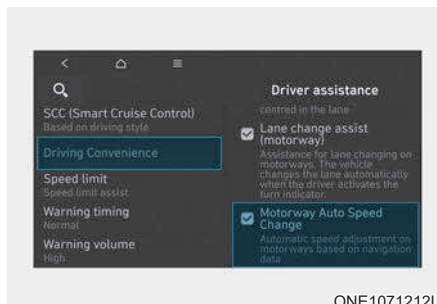 Driver assistance
SCC (Smart Cruise Control)
Based on driving style
Driving Convenience
Speed limit
Speed limit assist
Warning timing
Normal
Warning volume
High
centred in the lane
Lane change assist
(motorway)
Assistance for lane changing on
motorways. The vehicle
changes the lane automatically
when the driver activates the
turn indicator.
Motorway Auto Speed
Change
Automatic speed adjustment on
motorways based on navigation
data